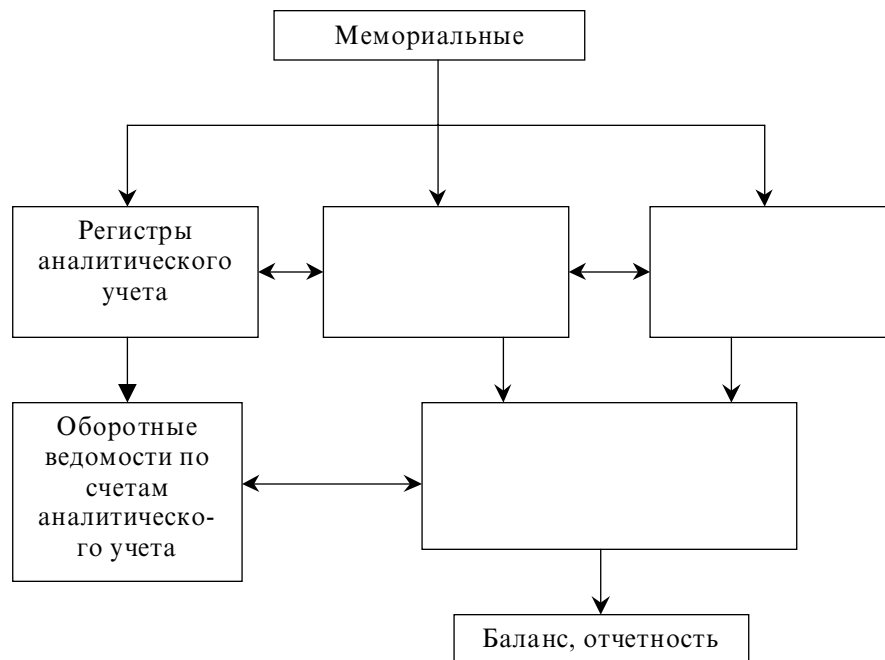 Мемориальные
Регистры
аналитического
учета
Оборотные
ведомости по
счетам
аналитическо-
го учета
Баланс, отчетность